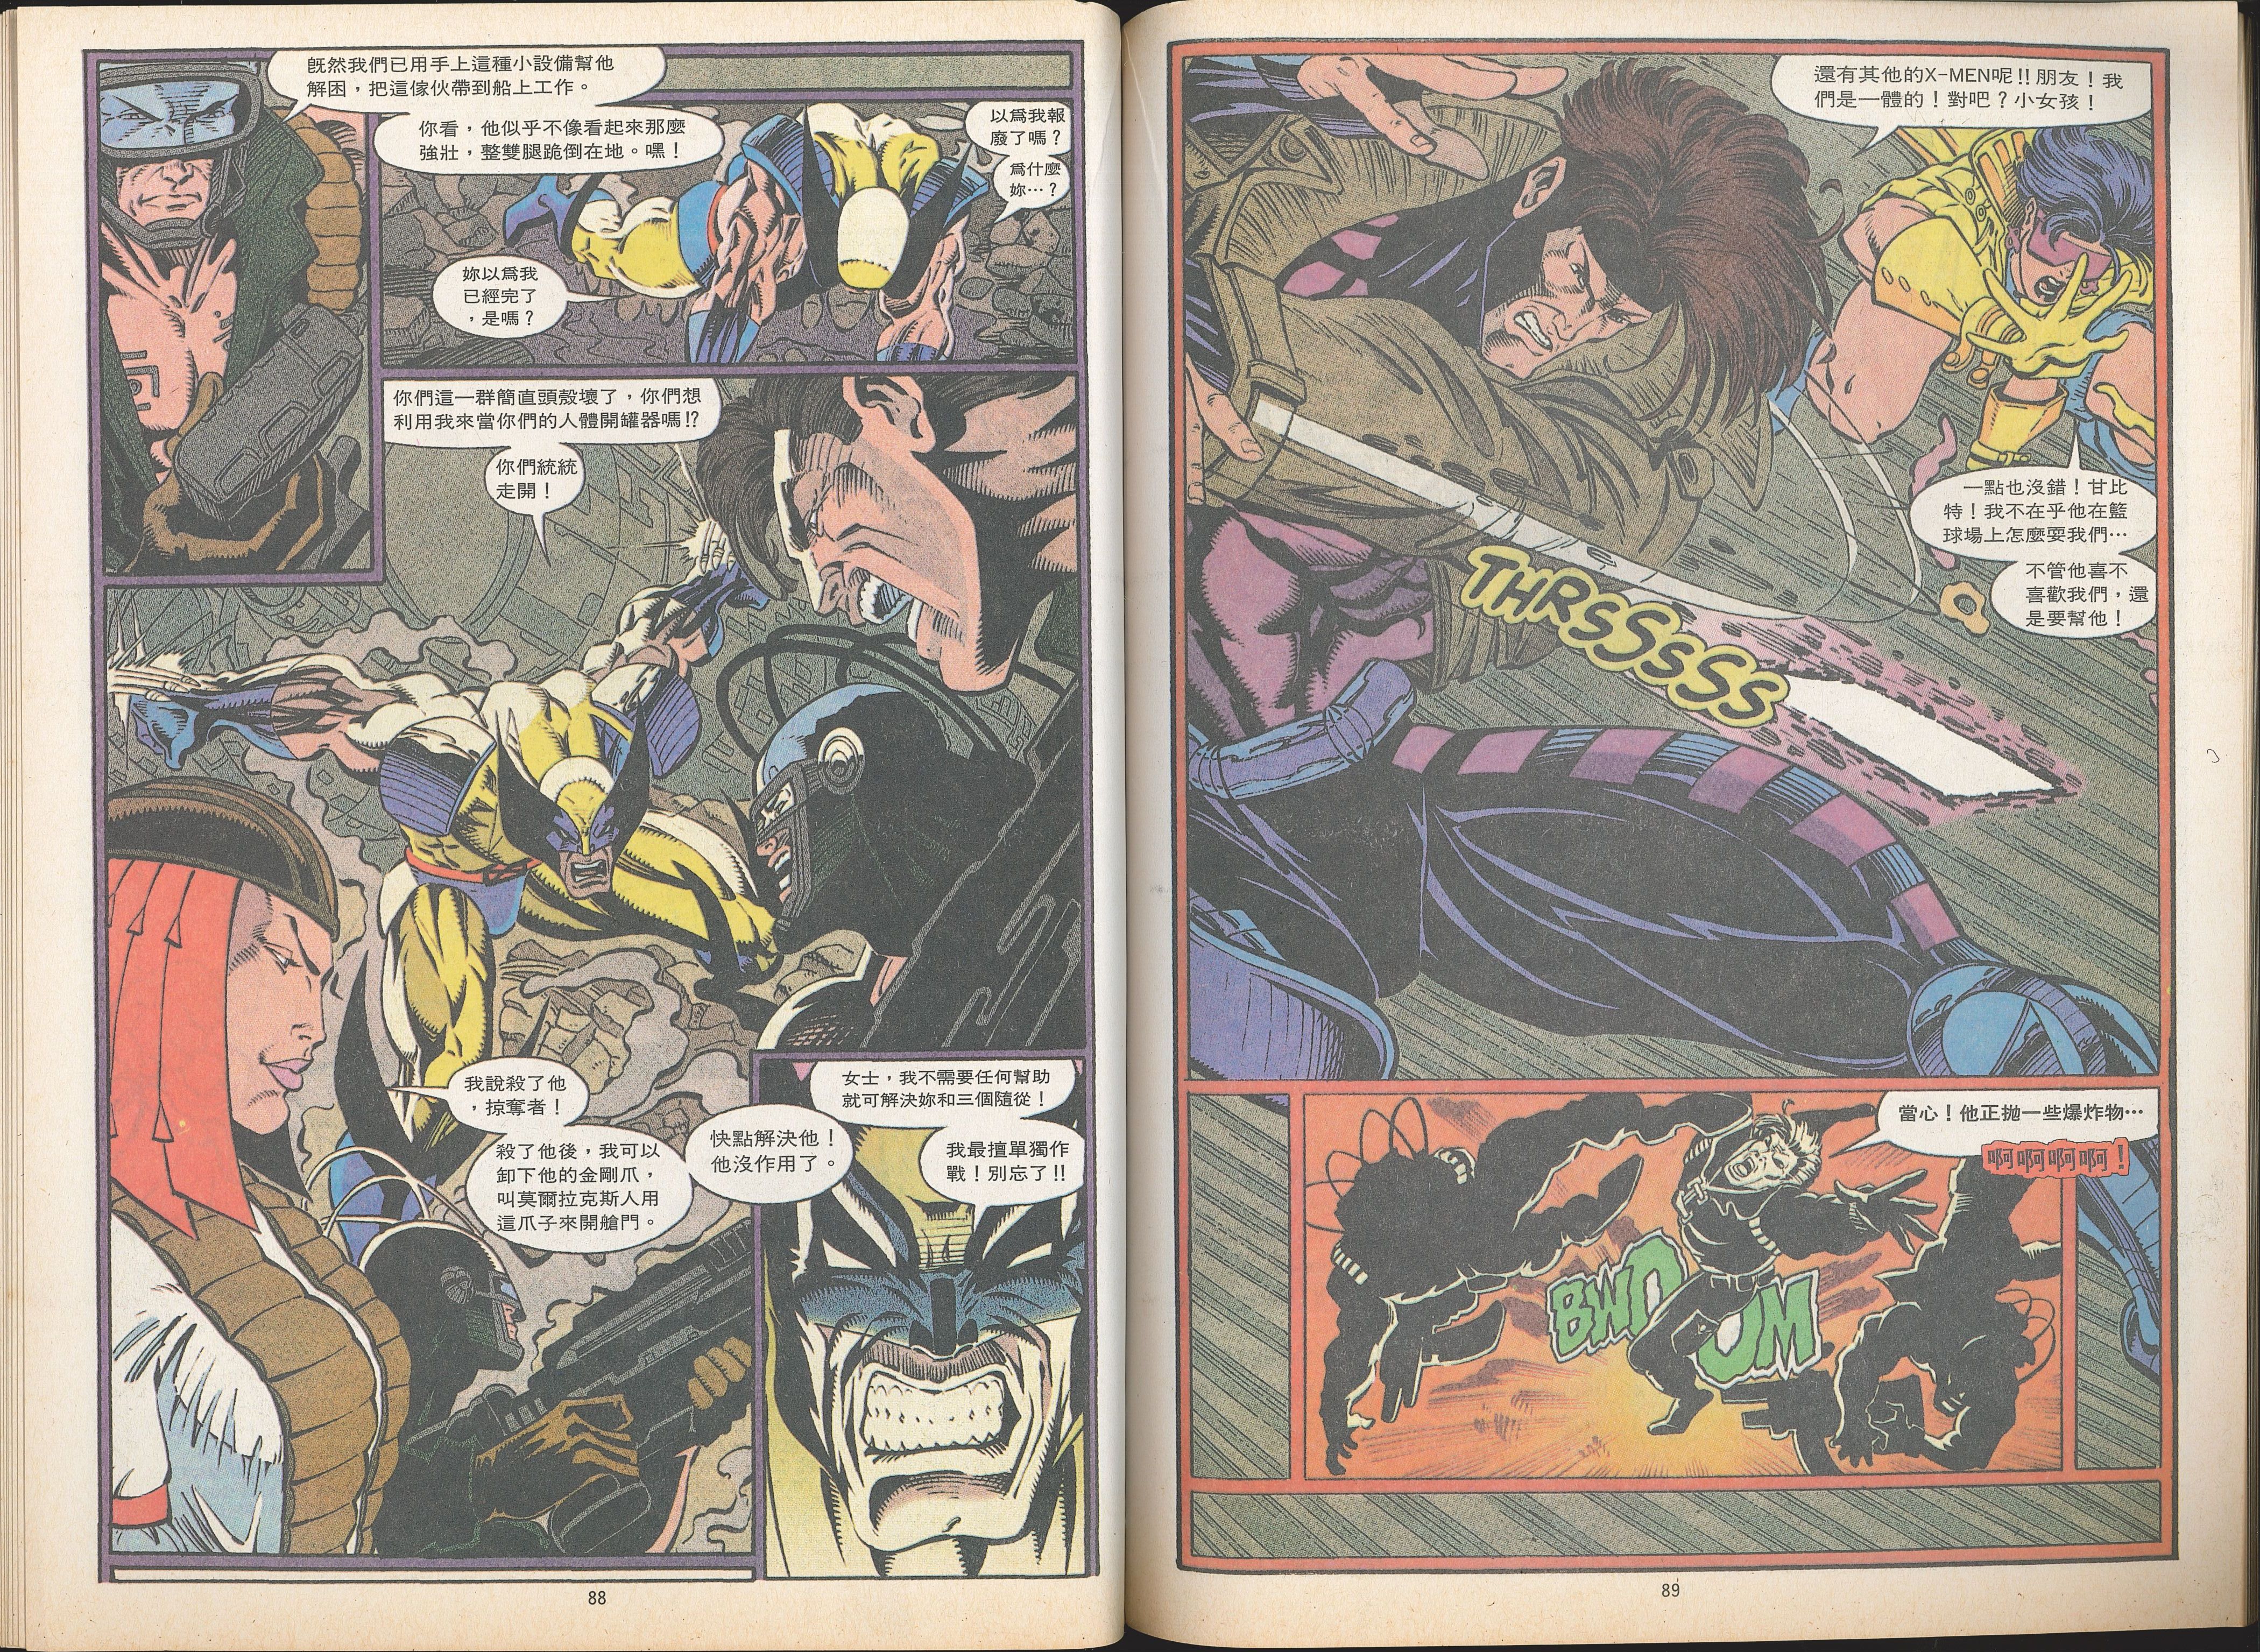 旣然我們已用手上這種小設備幫他
解困，把這傢伙帶到船上工作。
你看，他似乎不像看起來那麼
強壯，整雙腿跪倒在地。嘿！
以爲我報
廢了嗎？
爲什麼
妳…？
妳以爲我
已經完了
，是嗎？
你們這一群簡直頭殼壞了，你們想
利用我來當你們的人體開罐器嗎!?
你們統統
走開！
我說殺了他
，掠奪者！
殺了他後，我可以
卸下他的金剛爪，
叫莫爾拉克斯人用
這爪子來開艙門。
快點解決他！
他沒作用了。
女士，我不需要任何幫助
就可解決妳和三個隨從！
我最擅單獨作
戰！別忘了!!
88
還有其他的X-MEN呢!!朋友！我
們是一體的！對吧？小女孩！
一點也沒錯！甘比
特！我不在乎他在籃
球場上怎麼耍我們…
不管他喜不
喜歡我們，還
是要幫他！
THRSSSSSS
當心！他正拋一些爆炸物…
啊啊啊啊！
BWOOM
89